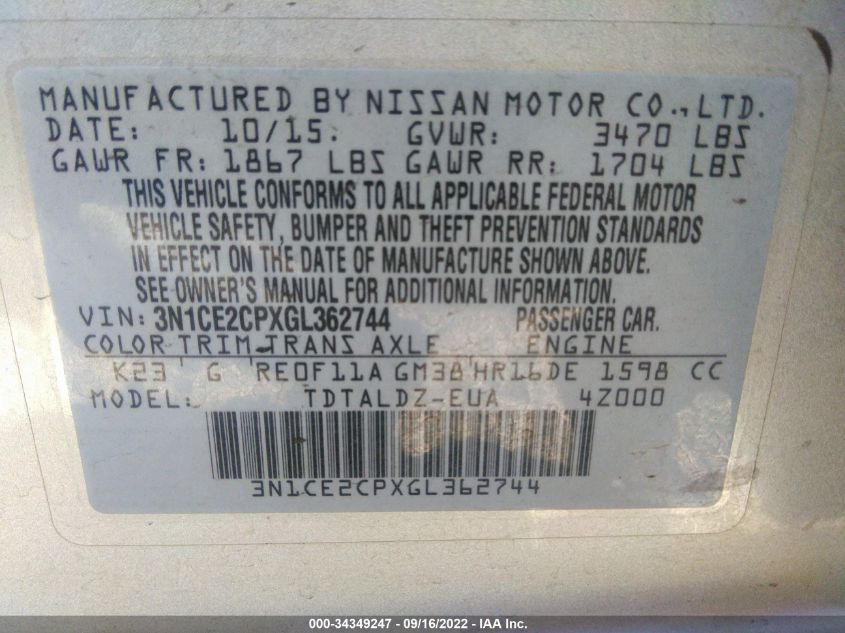 MANUFACTURED BY NISSAN MOTOR CO., LTD.
DATE: 10/15 GVWR: 3470 LBS
GAWR FR: 1867 LBS GAWR RR: 1704 LBS
THIS VEHICLE CONFORMS TO ALL APPLICABLE FEDERAL MOTOR
VEHICLE SAFETY, BUMPER AND THEFT PREVENTION STANDARDS
IN EFFECT ON THE DATE OF MANUFACTURE SHOWN ABOVE.
SEE OWNER'S MANUAL FOR ADDITIONAL INFORMATION.
VIN: 3N1CE2CPXGL362744 PASSENGER CAR.
COLOR TRIM TRANS AXLE ENGINE
K23 G RE0F11A GM38 HR16DE 1598 CC
MODEL: TDTALDZ-EUA 4Z000
3N1CE2CPXGL362744
000-34349247 - 09/16/2022 - IAA Inc.